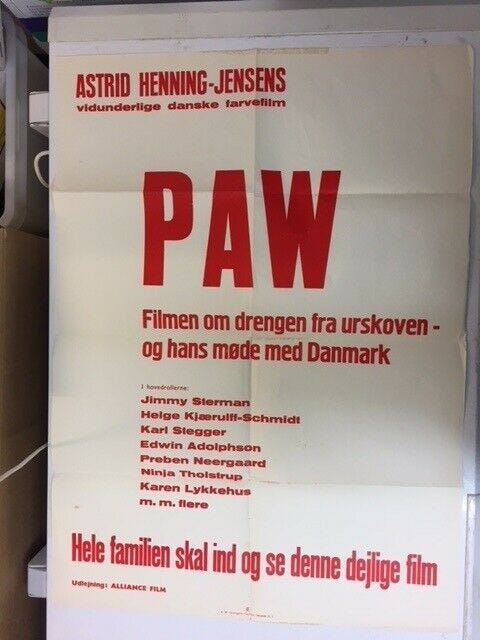 ASTRID HENNING-JENSENS
vidunderlige danske farvefilm
PAW
Filmen om drengen fra urskoven -
og hans møde med Danmark
I hovedrollerne:
Jimmy Sterman
Helge Kjærulff-Schmidt
Karl Stegger
Edwin Adolphson
Preben Neergaard
Ninja Tholstrup
Karen Lykkehus
m. m. flere
Hele familien skal ind og se denne dejlige film
Udlejning: ALLIANCE FILM